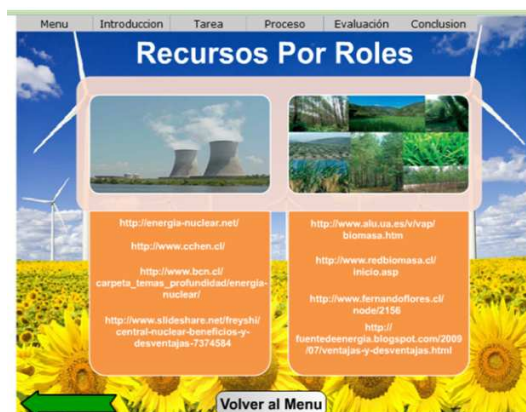 Menu Introduccion Tarea Proceso Evaluación Conclusion
Recursos Por Roles
http://energia-nuclear.net/
http://www.cchen.cl/
http://www.bcn.cl/
carpeta_temas_profundidad/energia-
nuclear/
http://www.slideshare.net/freyshl/
central-nuclear-beneficios-y-
desventajas-7374584
http://www.alu.ua.es/v/vap/
biomasa.htm
http://www.redbiomasa.cl/
inicio.asp
http://www.fernandoflores.cl/
node/2156
http://
fuentedeenergia.blogspot.com/2009
/07/ventajas-y-desventajas.html
Volver al Menu